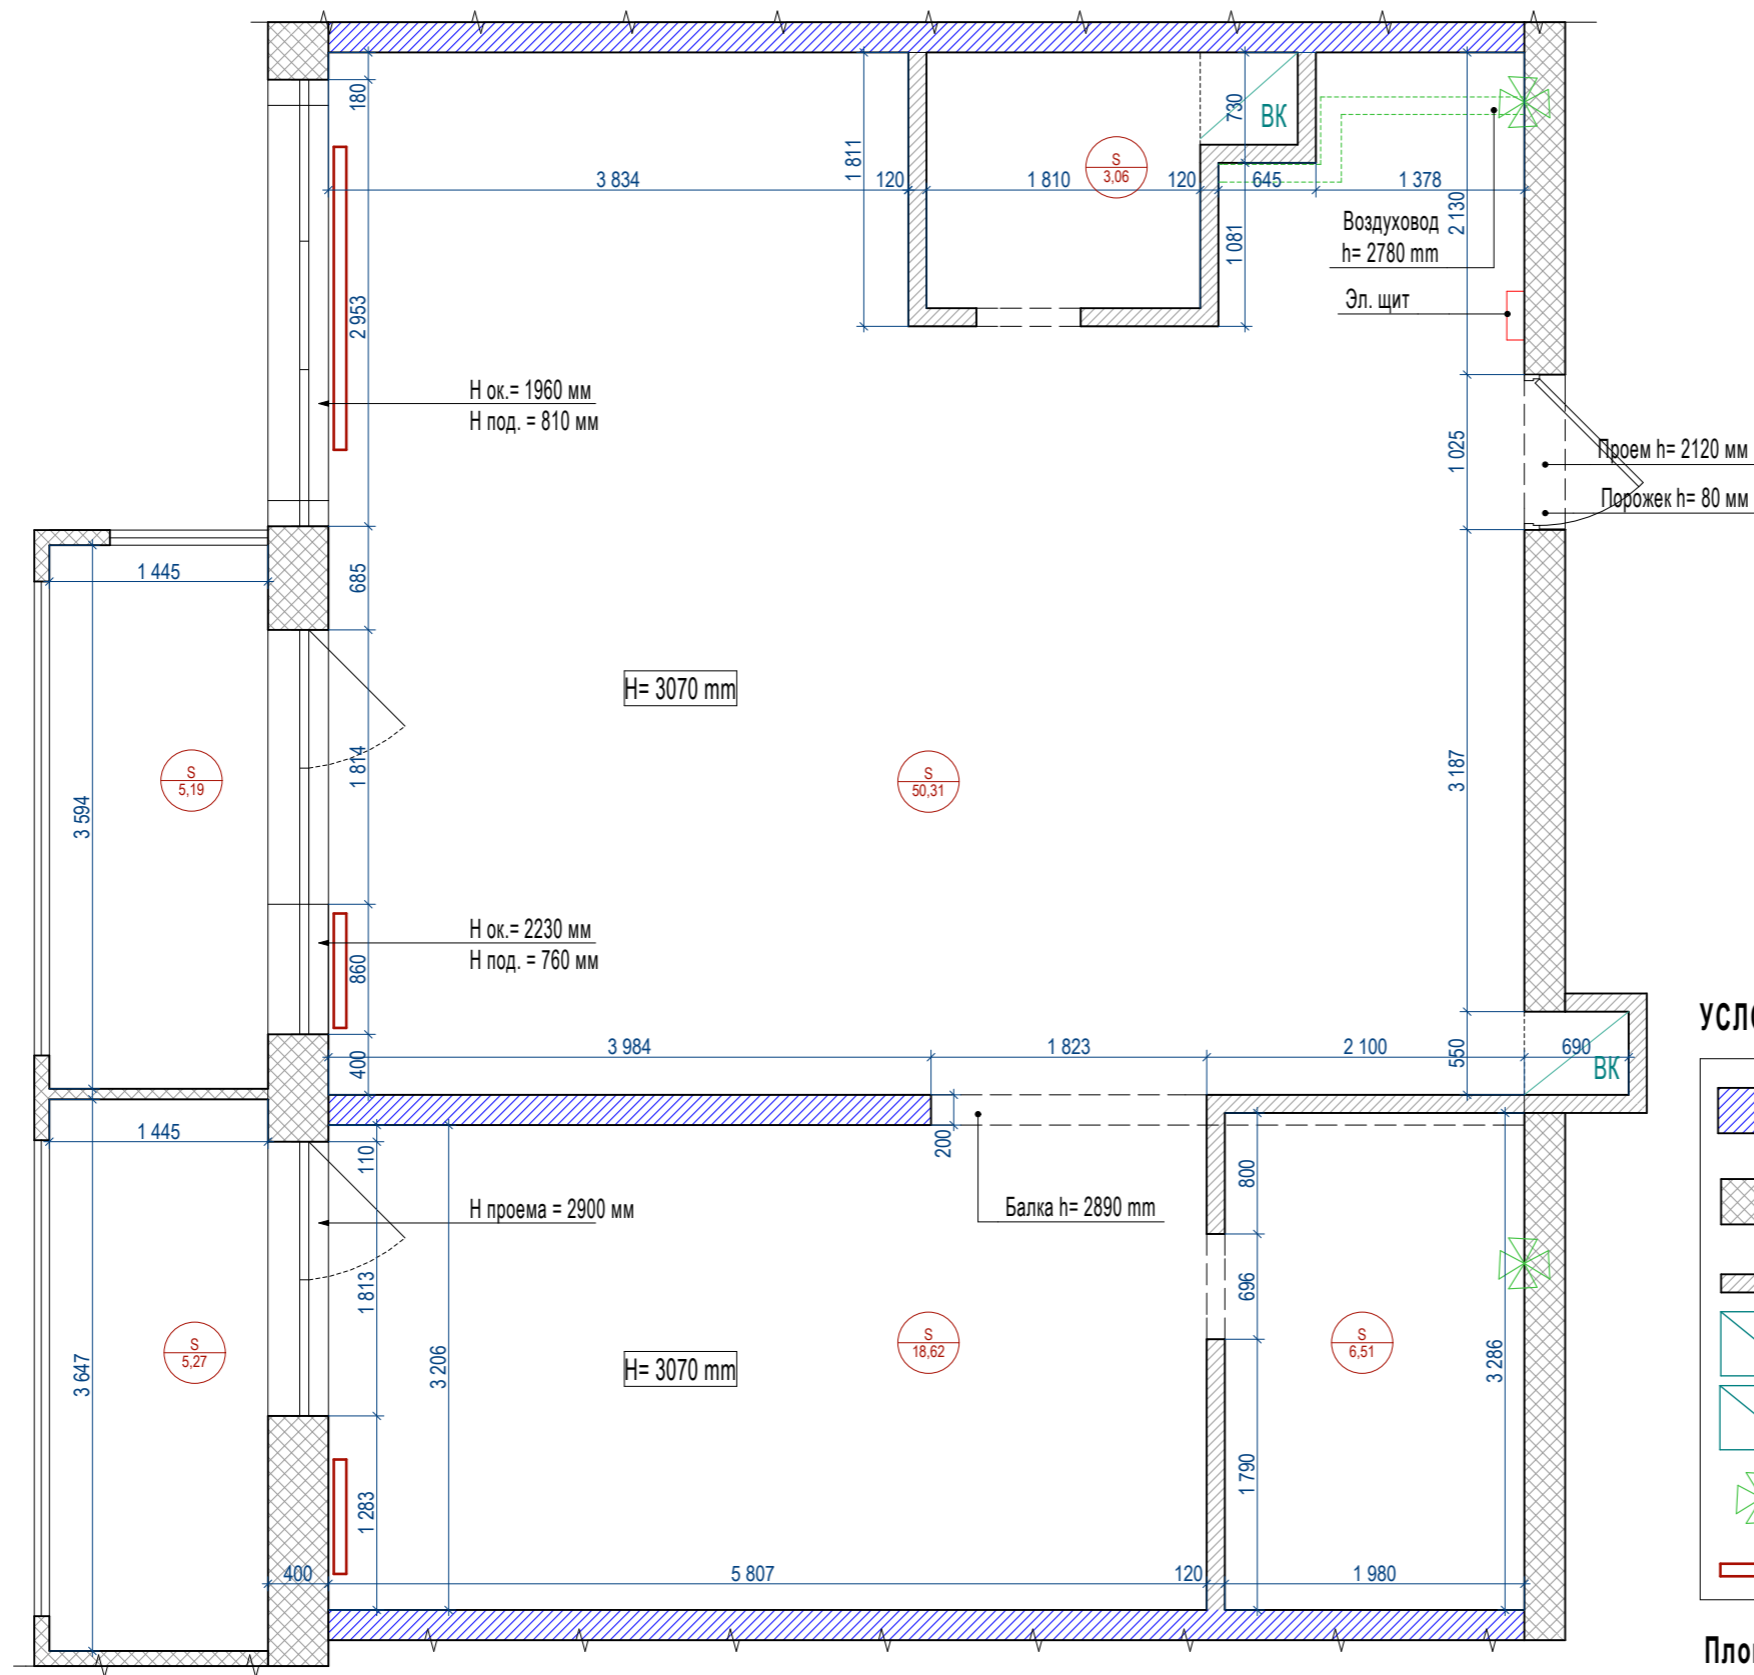 180
730
ВК
1 811
S
3,06
3 834
120
1 810
120
645
1 378
2 130
Воздуховод
h= 2780 mm
1 081
Эл. щит
2 953
Н ок.= 1960 мм
Н под. = 810 мм
1 025
Проем h= 2120 мм
Порожек h= 80 мм
1 445
685
H= 3070 mm
1 814
3 187
S
5,19
S
50,31
3 594
Н ок.= 2230 мм
Н под. = 760 мм
860
УСЛО
3 984
1 823
2 100
550
690
400
ВК
1 445
110
200
800
Н проема = 2900 мм
Балка h= 2890 mm
1 813
696
S
5,27
S
18,62
S
6,51
3 647
3 206
H= 3070 mm
3 286
1 283
1 790
400
5 807
120
1 980
Площ